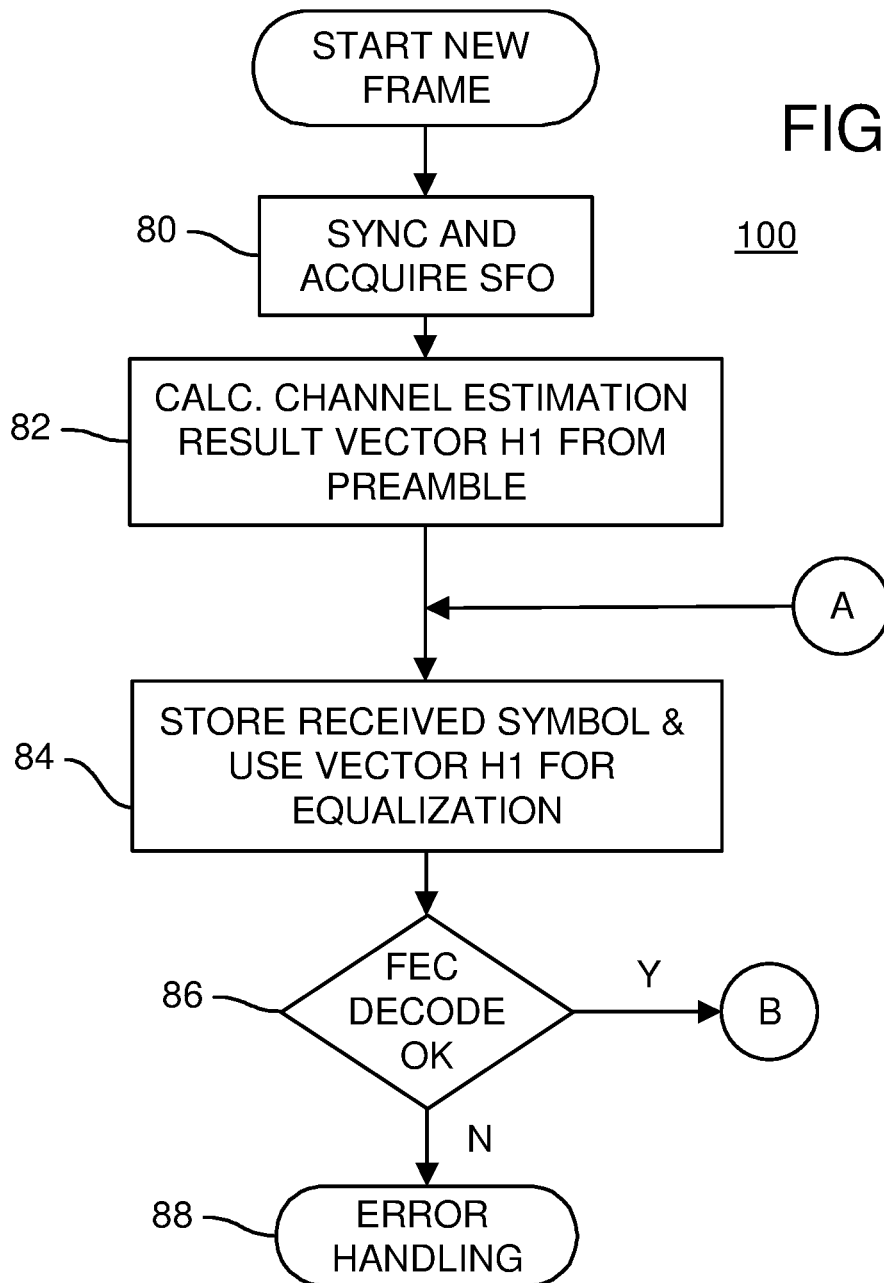 START NEW
FRAME
FIG
80
SYNC AND
ACQUIRE SFO
100
82
CALC. CHANNEL ESTIMATION
RESULT VECTOR H1 FROM
PREAMBLE
A
84
STORE RECEIVED SYMBOL &
USE VECTOR H1 FOR
EQUALIZATION
86
FEC
DECODE
OK
Y
B
N
88
ERROR
HANDLING